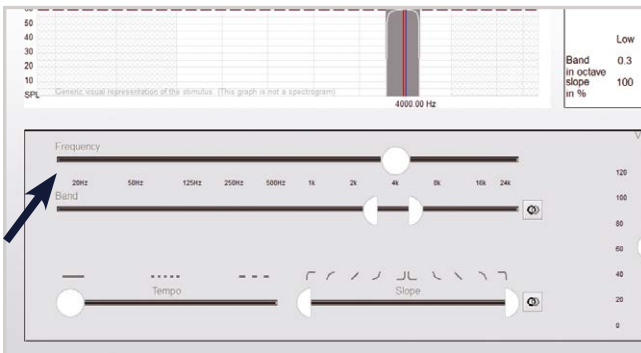 50
40
30
20
10
SPL
Generic visual representation of the stimulus (This graph is not a spectrogram)
4000.00 Hz
Low
Band in octave 0.3
slope in % 100
Frequency
20Hz 50Hz 125Hz 250Hz 500Hz 1k 2k 4k 8k 16k 24k
Band
Tempo
Slope
V
120
100
80
60
40
20
0